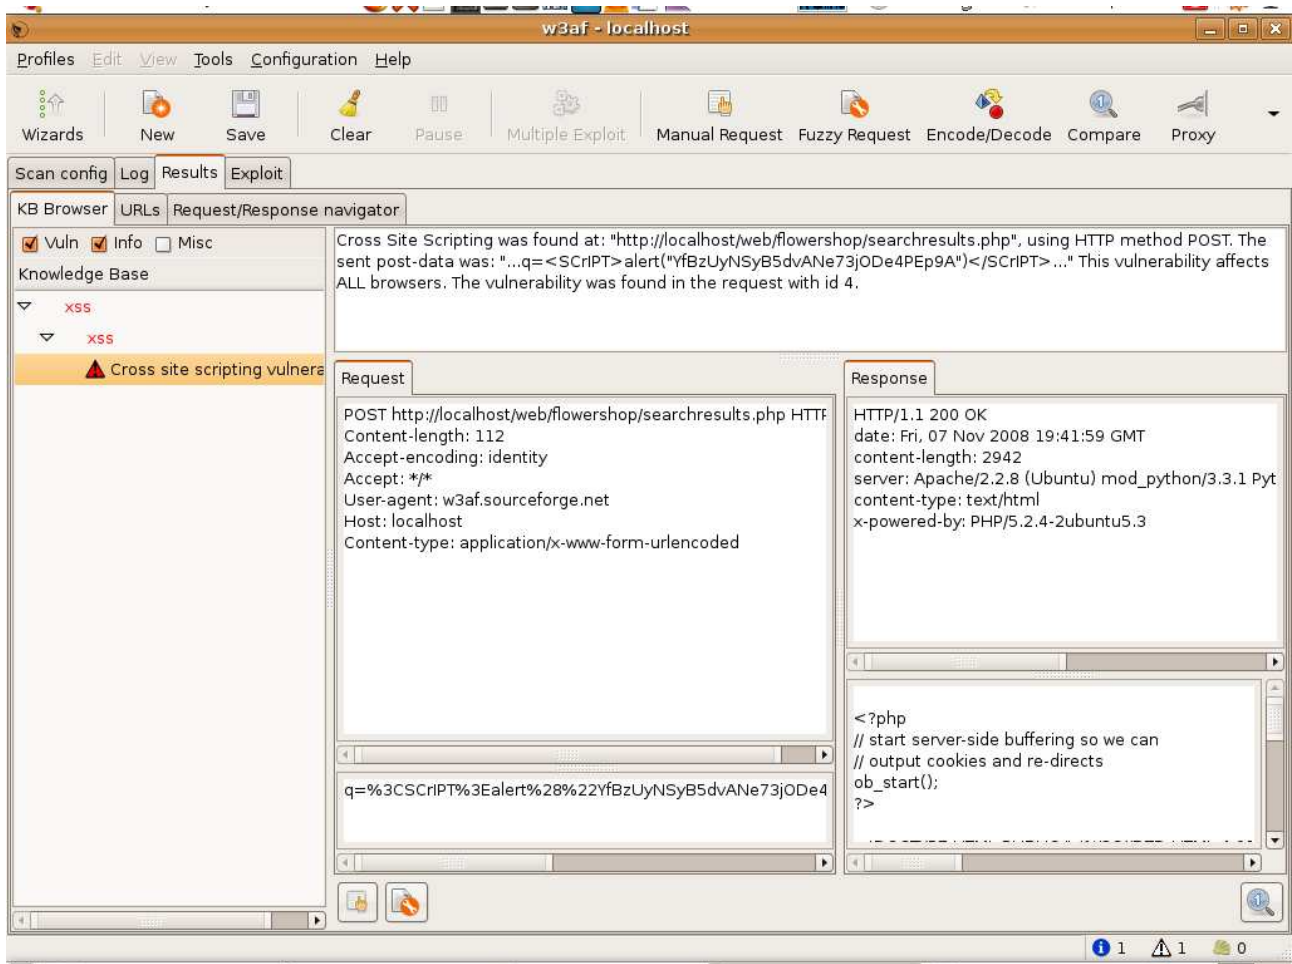 w3af - localhost
Profiles Edit View Tools Configuration Help
Wizards New Save Clear Pause Multiple Exploit Manual Request Fuzzy Request Encode/Decode Compare Proxy
Scan config Log Results Exploit
KB Browser URLs Request/Response navigator
Vuln Info Misc
Knowledge Base
xss
xss
Cross site scripting vulnera
Cross Site Scripting was found at: "http://localhost/web/flowershop/searchresults.php", using HTTP method POST. The
sent post-data was: "...q=<SCrIPT>alert("YfBzUyNSyB5dvANe73jODe4PEp9A")</SCrIPT>..." This vulnerability affects
ALL browsers. The vulnerability was found in the request with id 4.
Request
POST http://localhost/web/flowershop/searchresults.php HTTP
Content-length: 112
Accept-encoding: identity
Accept: */*
User-agent: w3af.sourceforge.net
Host: localhost
Content-type: application/x-www-form-urlencoded
q=%3CSCrIPT%3Ealert%28%22YfBzUyNSyB5dvANe73jODe4
Response
HTTP/1.1 200 OK
date: Fri, 07 Nov 2008 19:41:59 GMT
content-length: 2942
server: Apache/2.2.8 (Ubuntu) mod_python/3.3.1 Pyt
content-type: text/html
x-powered-by: PHP/5.2.4-2ubuntu5.3
<?php
// start server-side buffering so we can
// output cookies and re-directs
ob_start();
?>
1 1 0